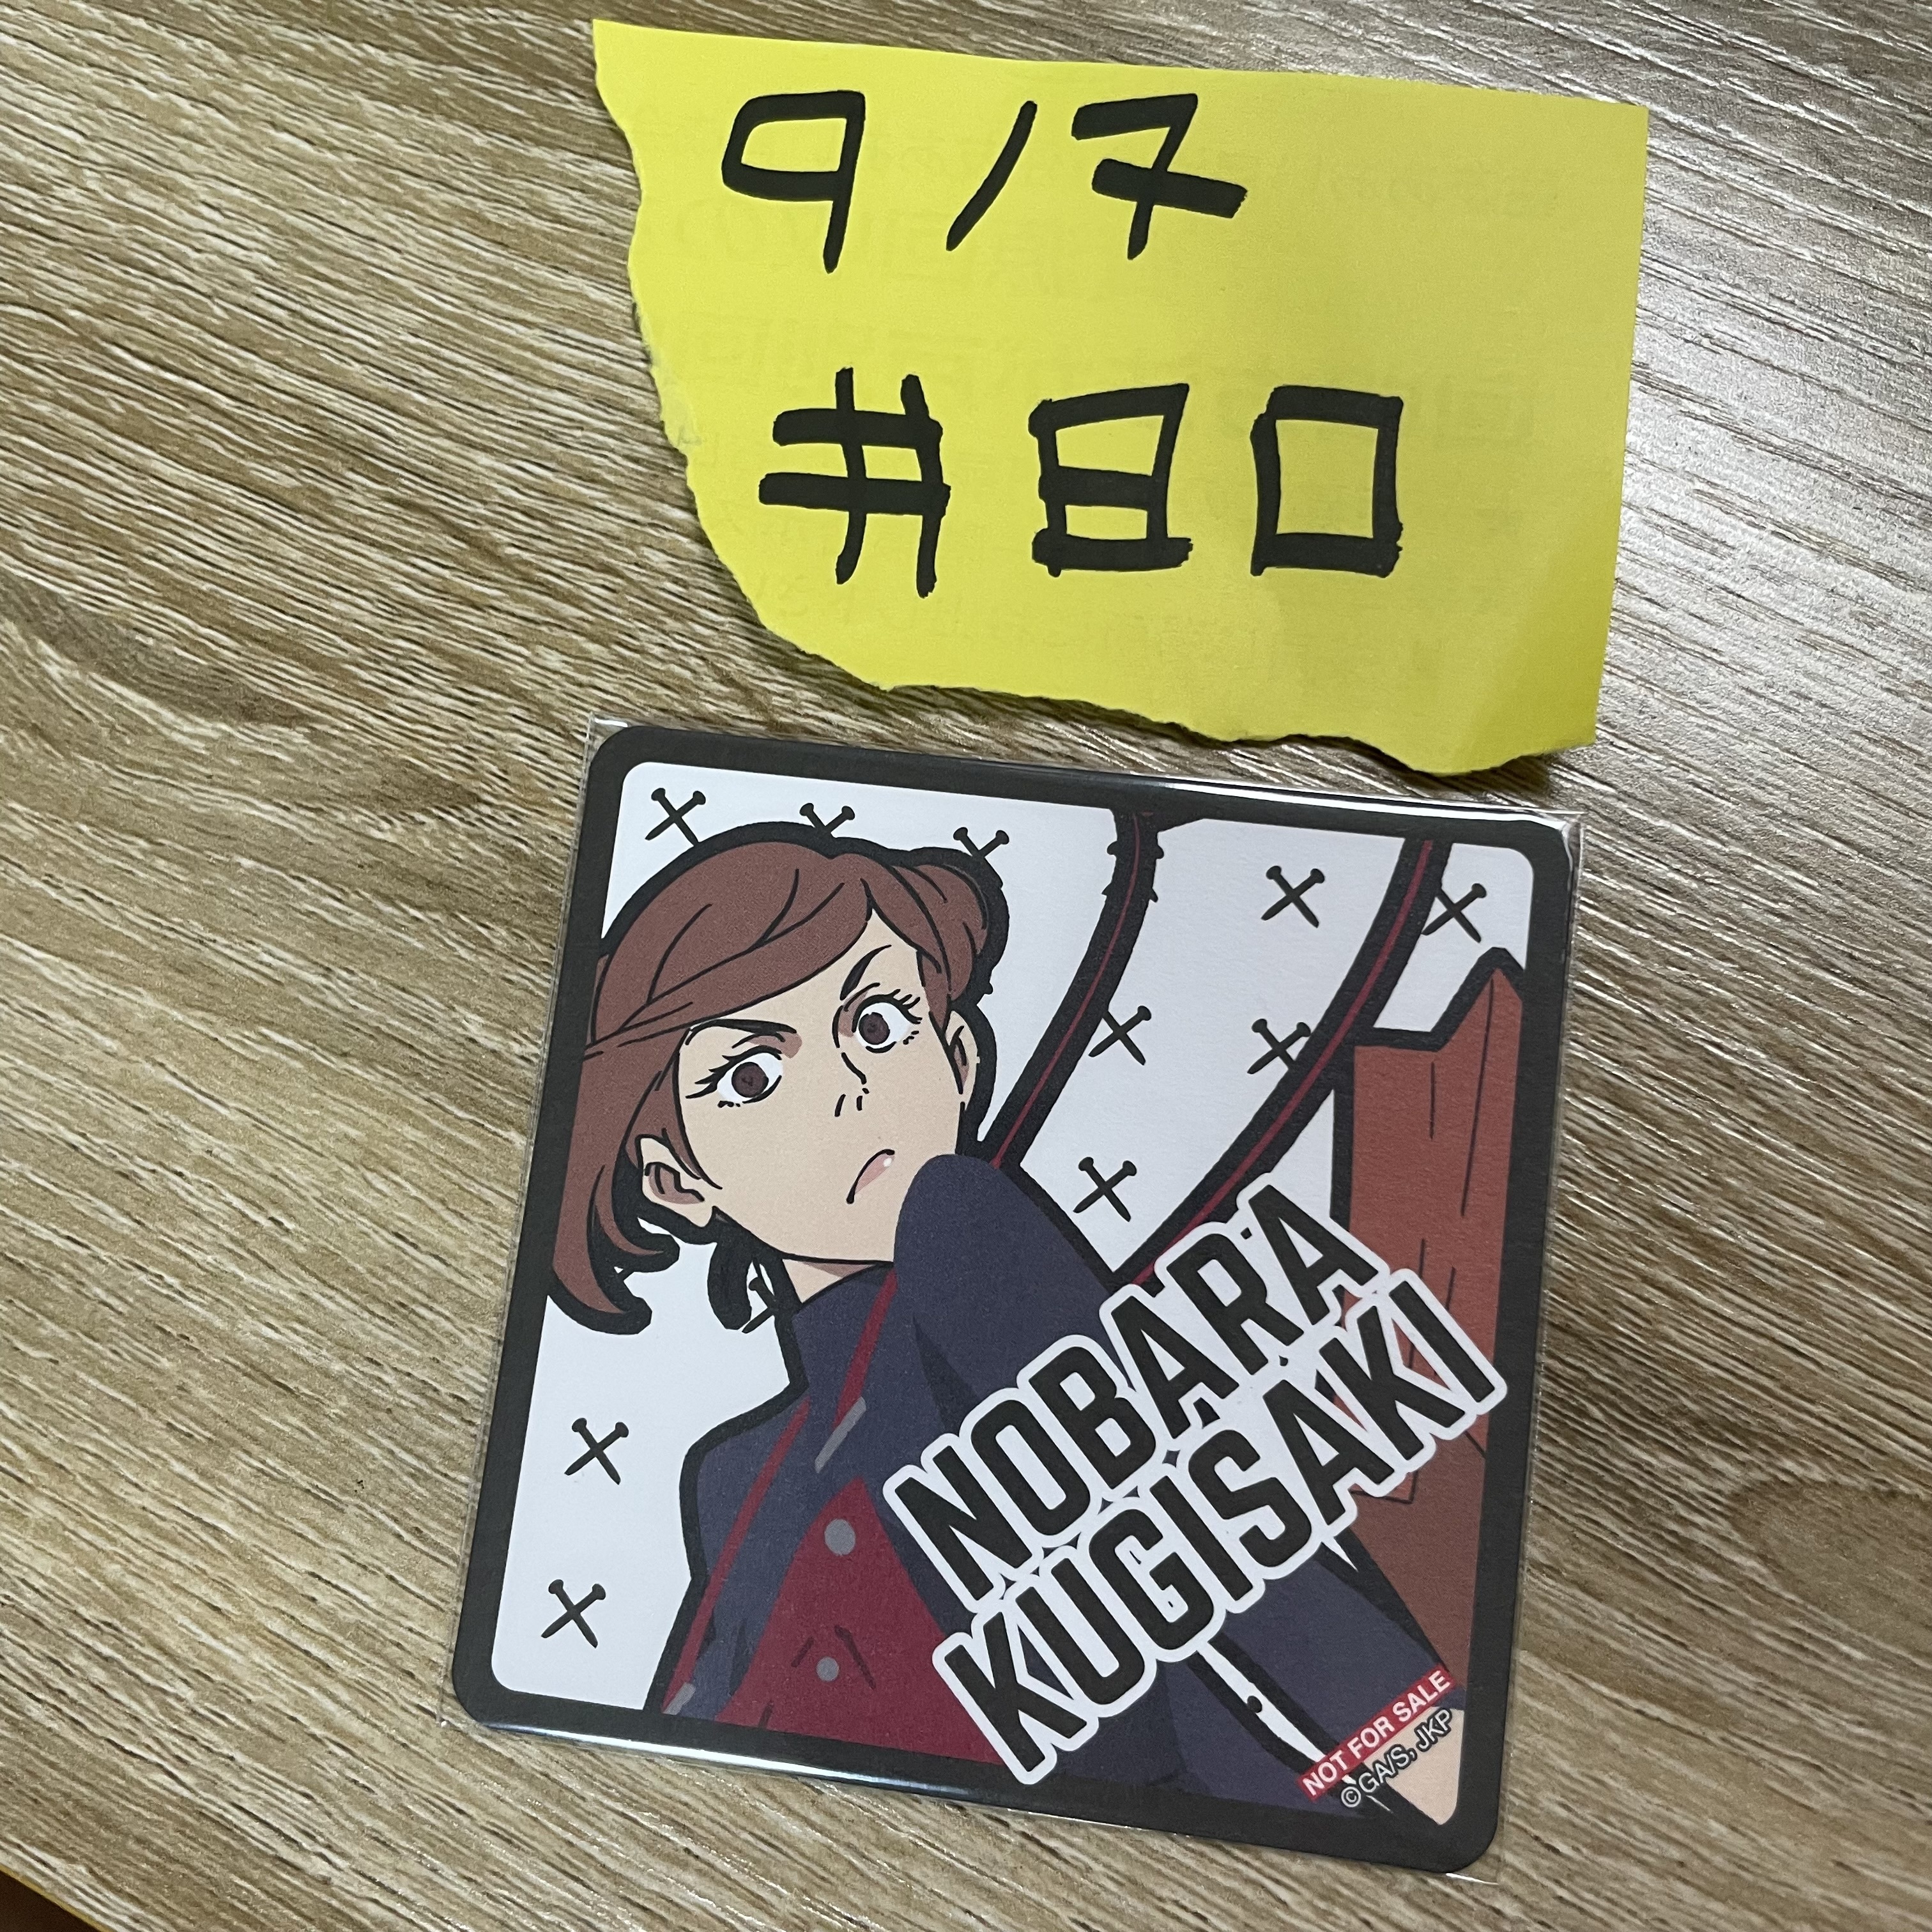 9/7
#80
NOBARA
KUGISAKI
NOT FOR SALE
©GA/S, JKP